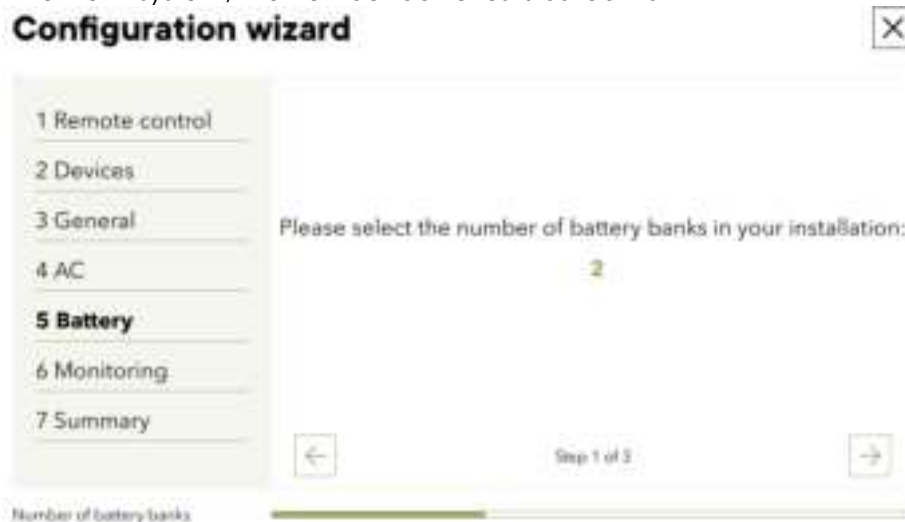 Configuration wizard
1 Remote control
2 Devices
3 General
4 AC
5 Battery
6 Monitoring
7 Summary
Please select the number of battery banks in your installation:
2
Step 1 of 3
Number of battery banks